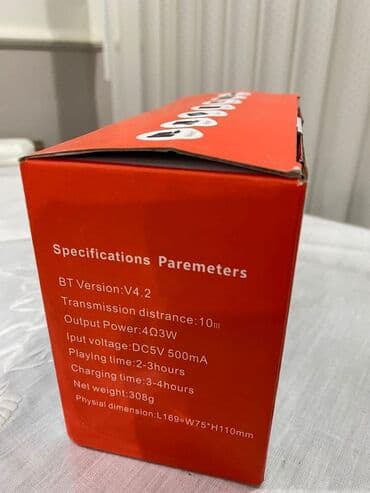 Specifications Paremeters
BT Version:V4.2
Transmission distrance:10m
Output Power:4Ω3W
Iput voltage:DC5V 500mA
Playing time:2-3hours
Charging time:3-4hours
Net weight:308g
Physial dimension:L169=W75*H110mm